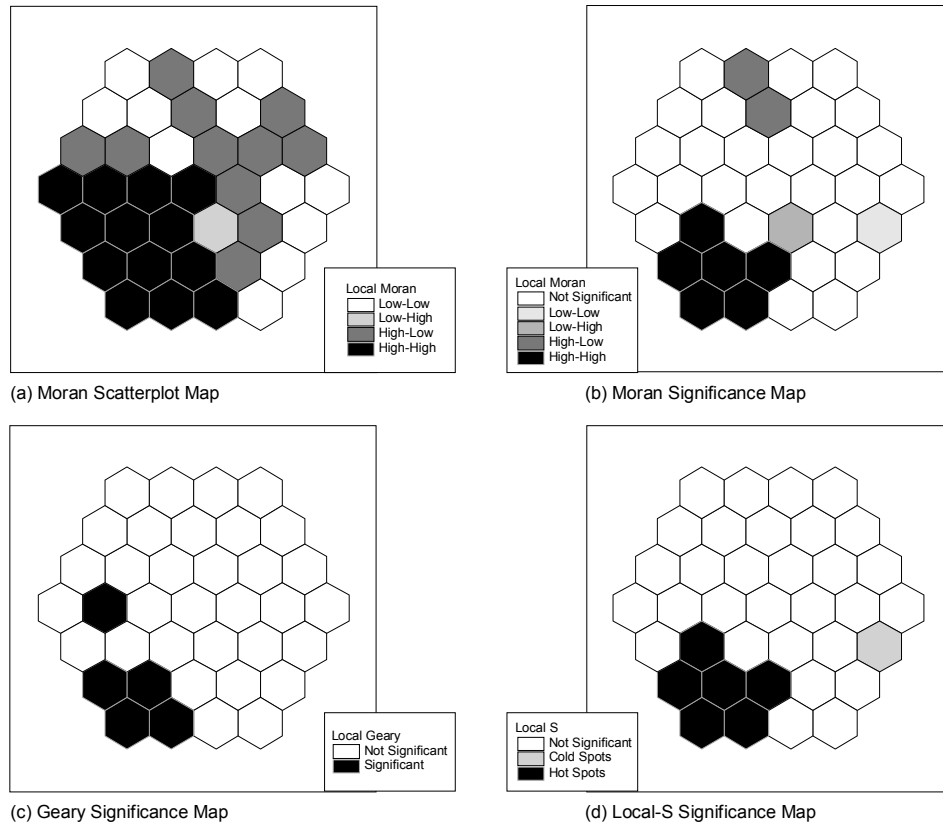 Local Moran
Low-Low
Low-High
High-Low
High-High
(a) Moran Scatterplot Map
Local Moran
Not Significant
Low-Low
Low-High
High-Low
High-High
(b) Moran Significance Map
Local Geary
Not Significant
Significant
(c) Geary Significance Map
Local S
Not Significant
Cold Spots
Hot Spots
(d) Local-S Significance Map